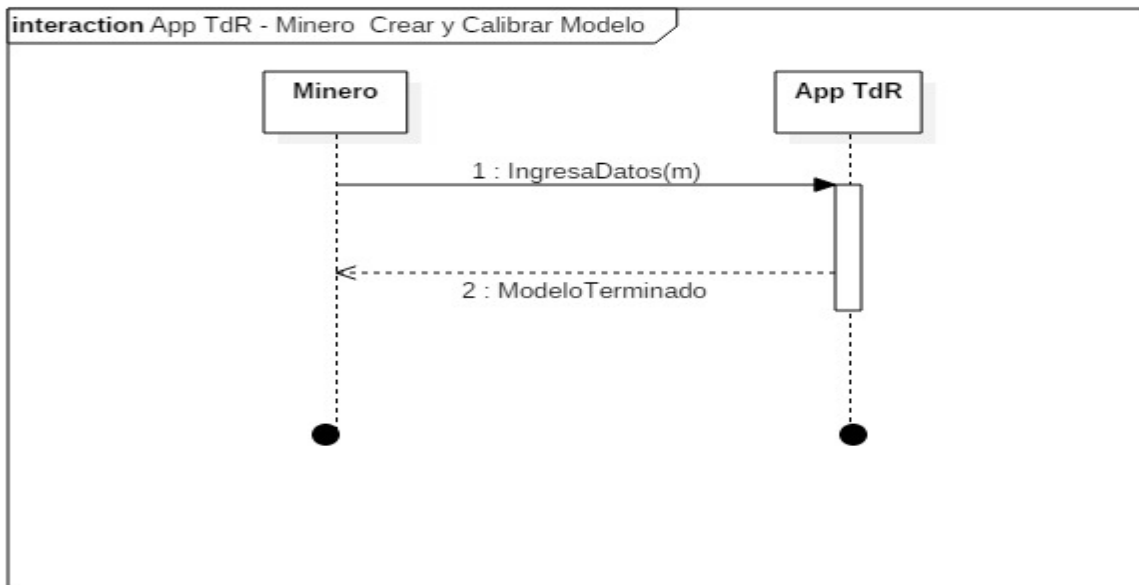 interaction App TdR - Minero  Crear y Calibrar Modelo
Minero
App TdR
1 : IngresaDatos(m)
2 : ModeloTerminado